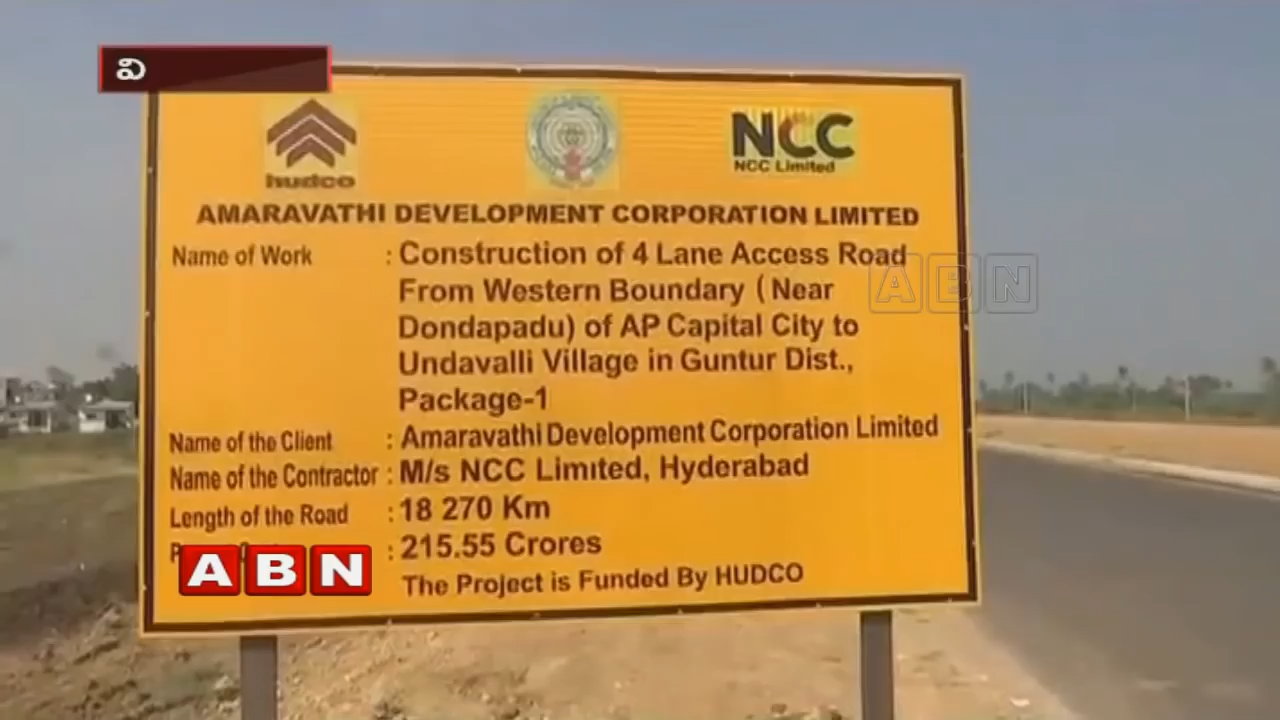 వి
hudco
NCC
NCC Limited
AMARAVATHI DEVELOPMENT CORPORATION LIMITED
Name of Work : Construction of 4 Lane Access Road
From Western Boundary (Near
Dondapadu) of AP Capital City to
Undavalli Village in Guntur Dist.,
Package-1
Name of the Client : Amaravathi Development Corporation Limited
Name of the Contractor : M/s NCC Limited, Hyderabad
Length of the Road : 18 270 Km
: 215.55 Crores
The Project is Funded By HUDCO
ABN
ABN